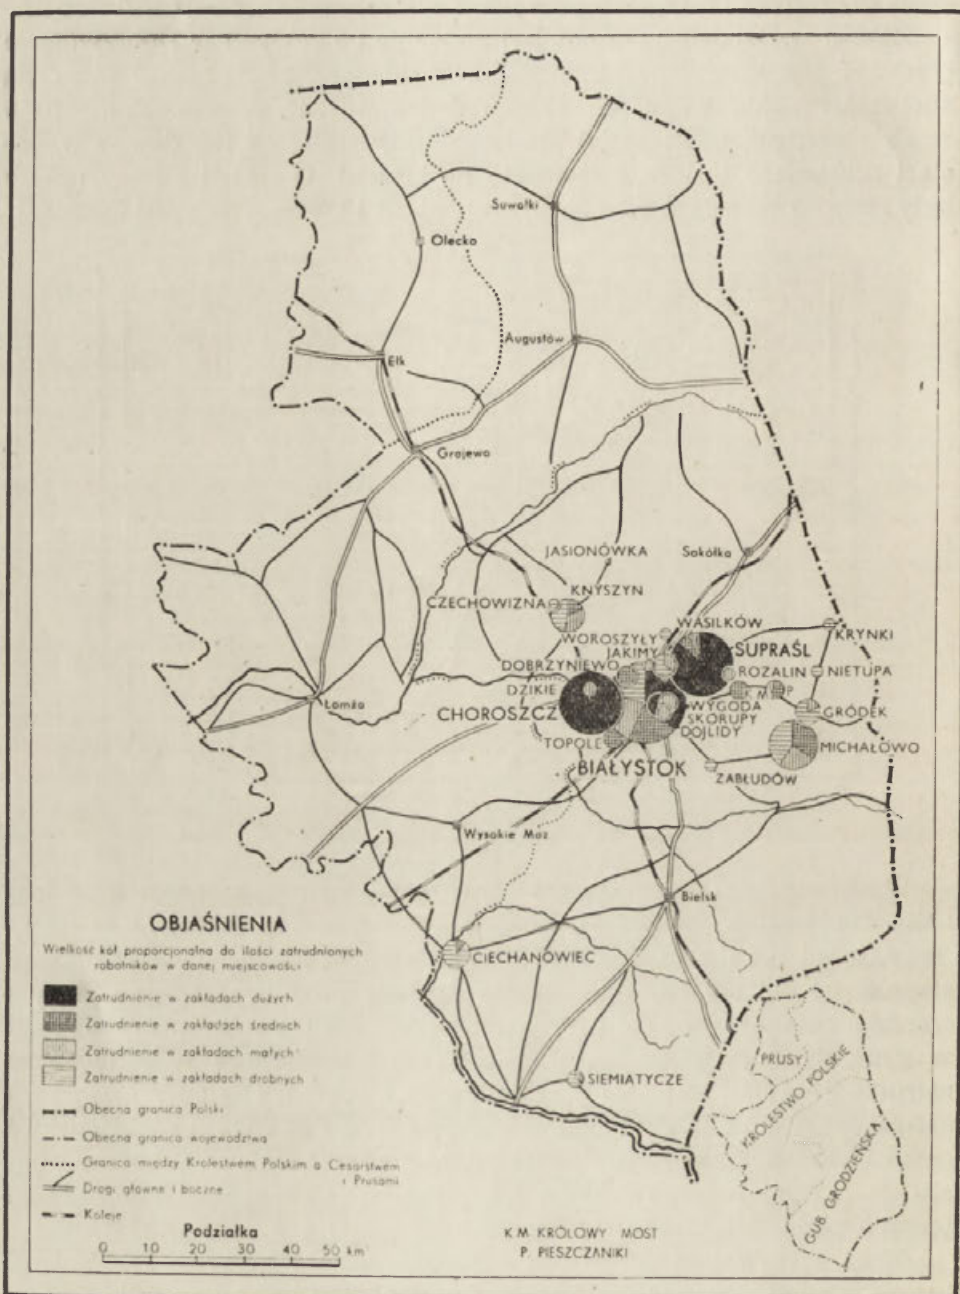 Suwałki
Olecko
Augustów
Ełk
Grajewo
JASIONÓWKA
Sokółka
KNYSZYN
CZECHOWIZNA
WASILKÓW
KRYNKI
WOROSZYŁY
JAKIMY
SUPRAŚL
DOBRZYNIEWO
ROZALIN
NIETUPA
DZIKIE
K M
P
Łomża
CHOROSZCZ
WYGODA
GRÓDEK
SKORUPY
DOJLIDY
TOPOLE
MICHAŁOWO
BIAŁYSTOK
ZABŁUDÓW
Wysokie Maz
Bielsk
CIECHANOWIEC
SIEMIATYCZE
OBJAŚNIENIA
Wielkość kół proporcjonalna do ilości zatrudnionych
robotników w danej miejscowości
Zatrudnienie w zakładach dużych
Zatrudnienie w zakładach średnich
Zatrudnienie w zakładach małych
Zatrudnienie w zakładach drobnych
Obecna granica Polski
Obecna granica województwa
Granica między Królestwem Polskim a Cesarstwem
i Prusami
Drogi główne i boczne
Koleje
Podziałka
0 10 20 30 40 50 km
K.M. KRÓLOWY MOST
P. PIESZCZANIKI
PRUSY
KRÓLESTWO POLSKIE
GUB. GRODZIEŃSKA